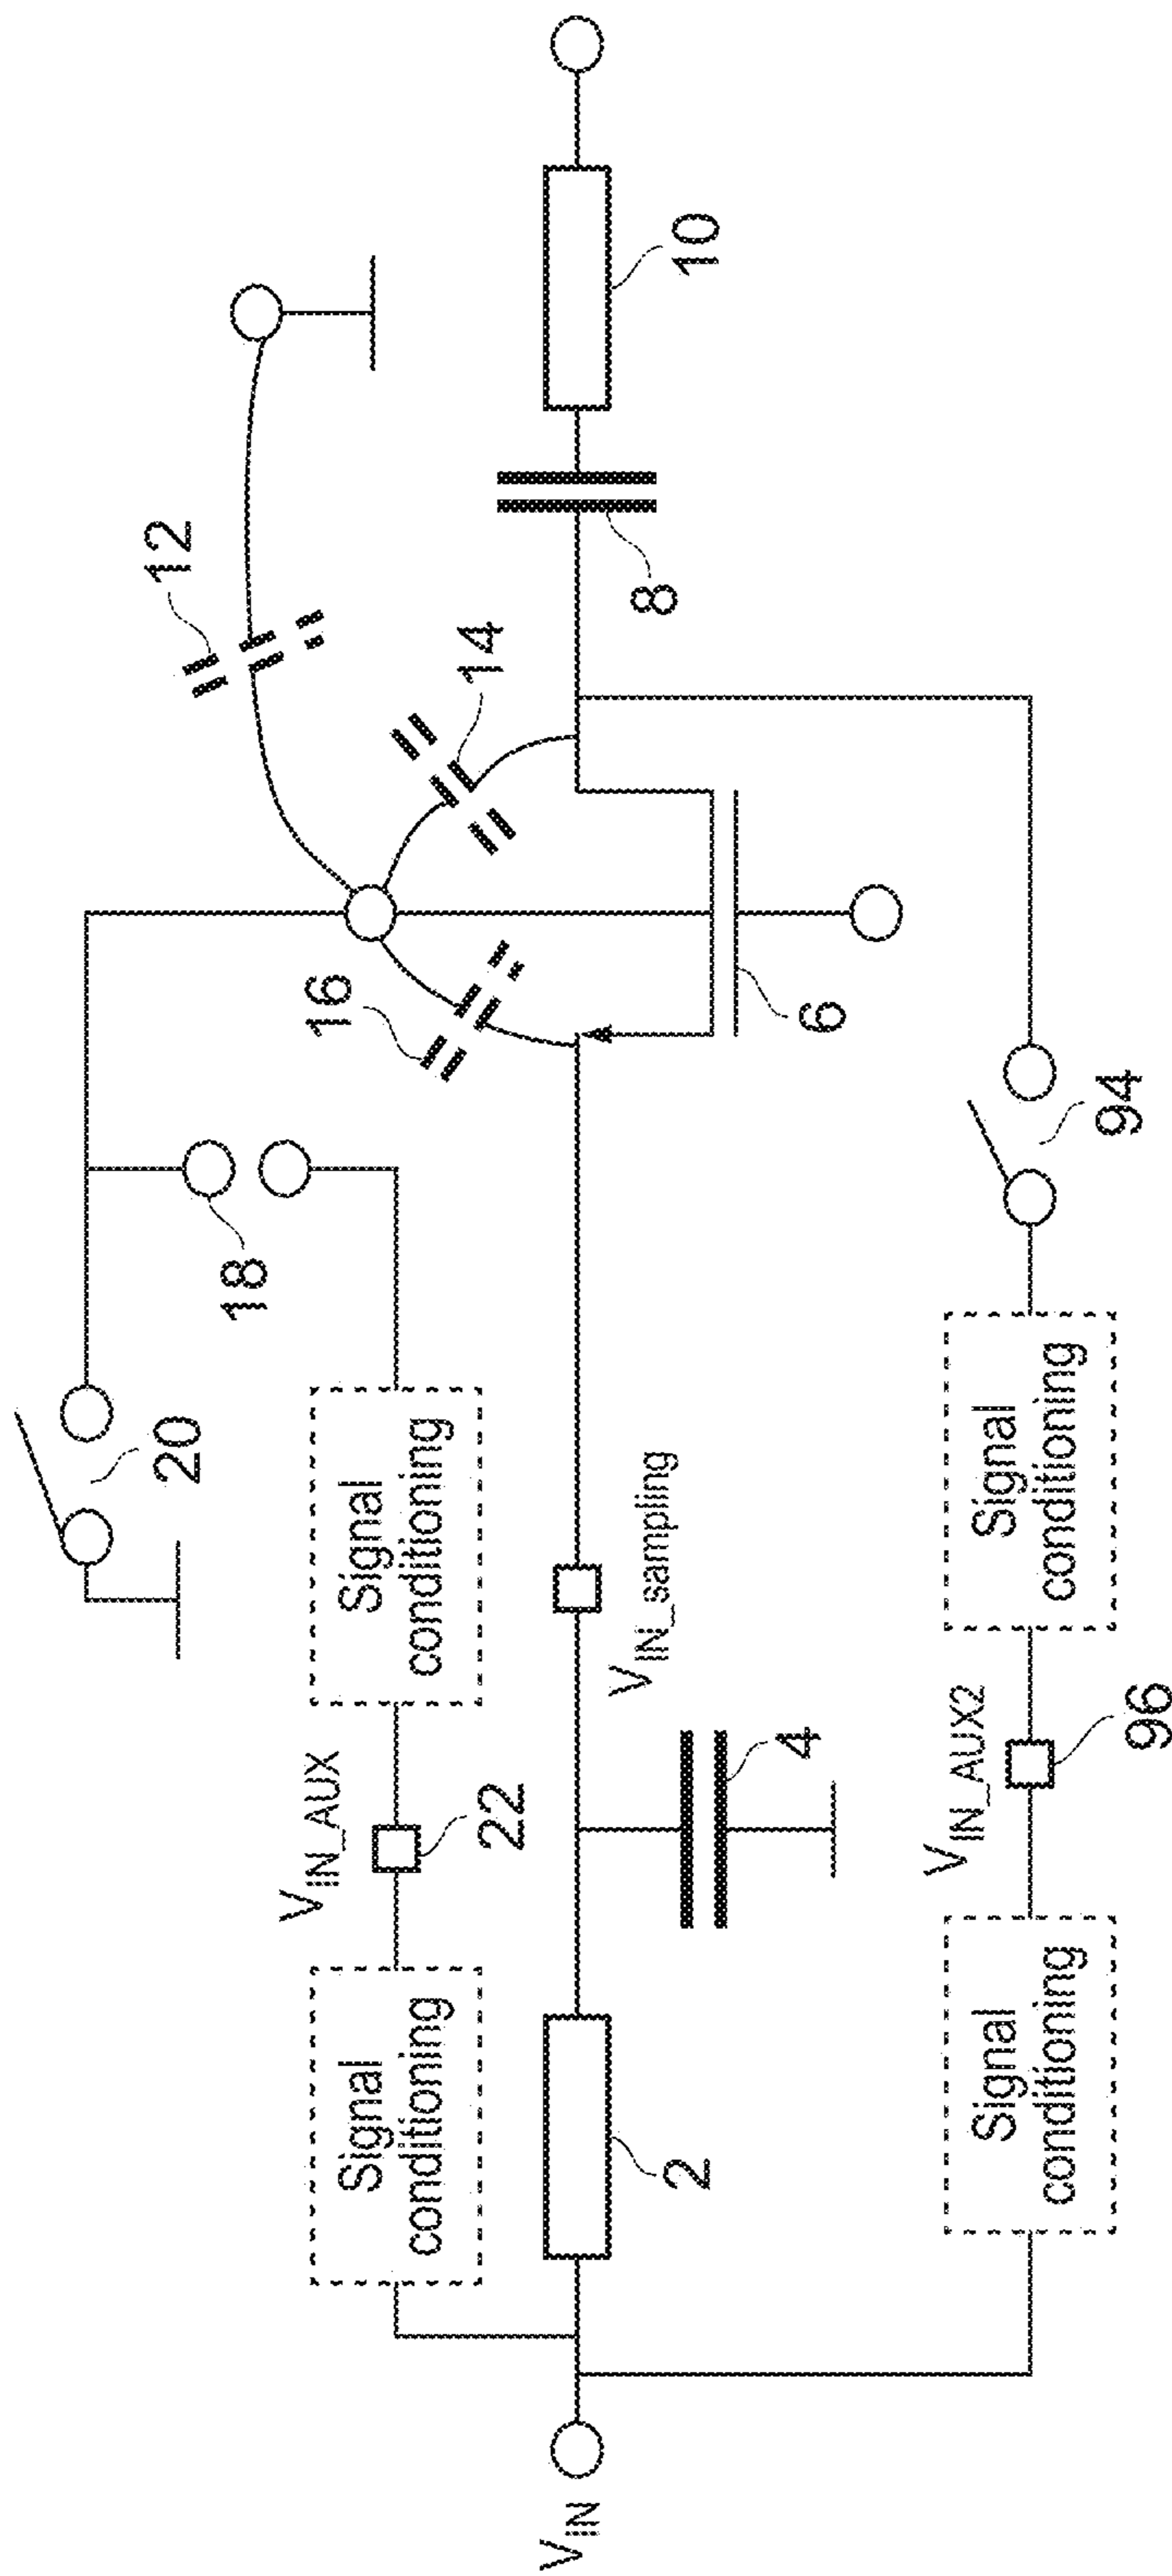 20
18
12
16
14
Signal
conditioning
V_IN_AUX
22
Signal
conditioning
V_IN
2
4
V_IN_sampling
6
8
10
Signal
conditioning
V_IN_AUX2
96
Signal
conditioning
94